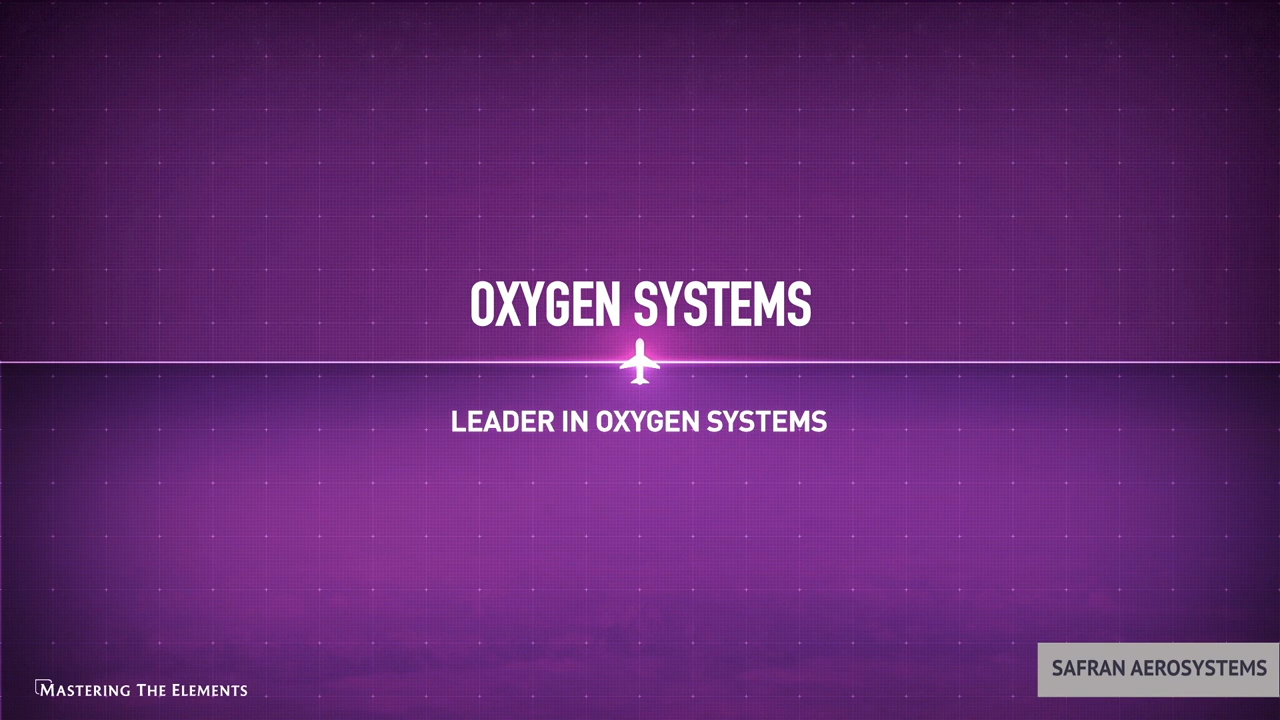 OXYGEN SYSTEMS
LEADER IN OXYGEN SYSTEMS
SAFRAN AEROSYSTEMS
MASTERING THE ELEMENTS